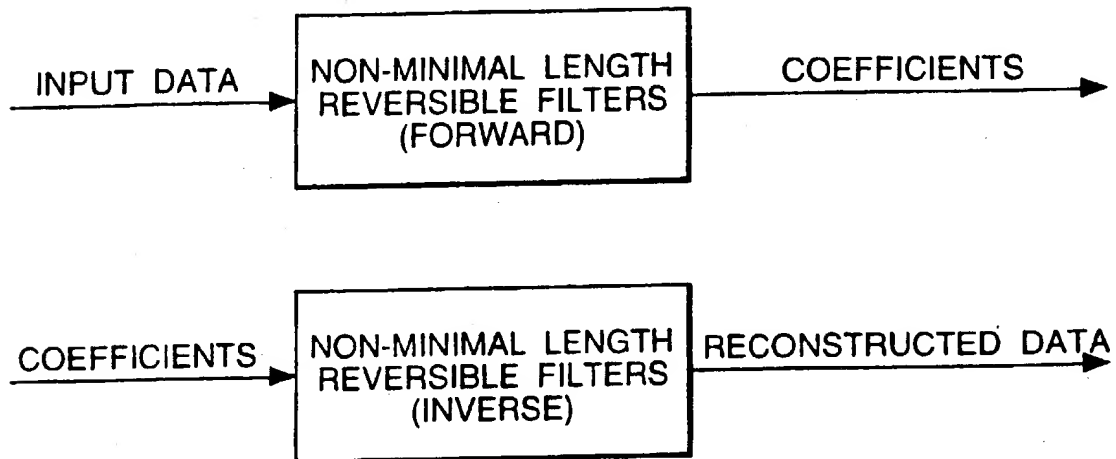 INPUT DATA
NON-MINIMAL LENGTH
REVERSIBLE FILTERS
(FORWARD)
COEFFICIENTS
COEFFICIENTS
NON-MINIMAL LENGTH
REVERSIBLE FILTERS
(INVERSE)
RECONSTRUCTED DATA